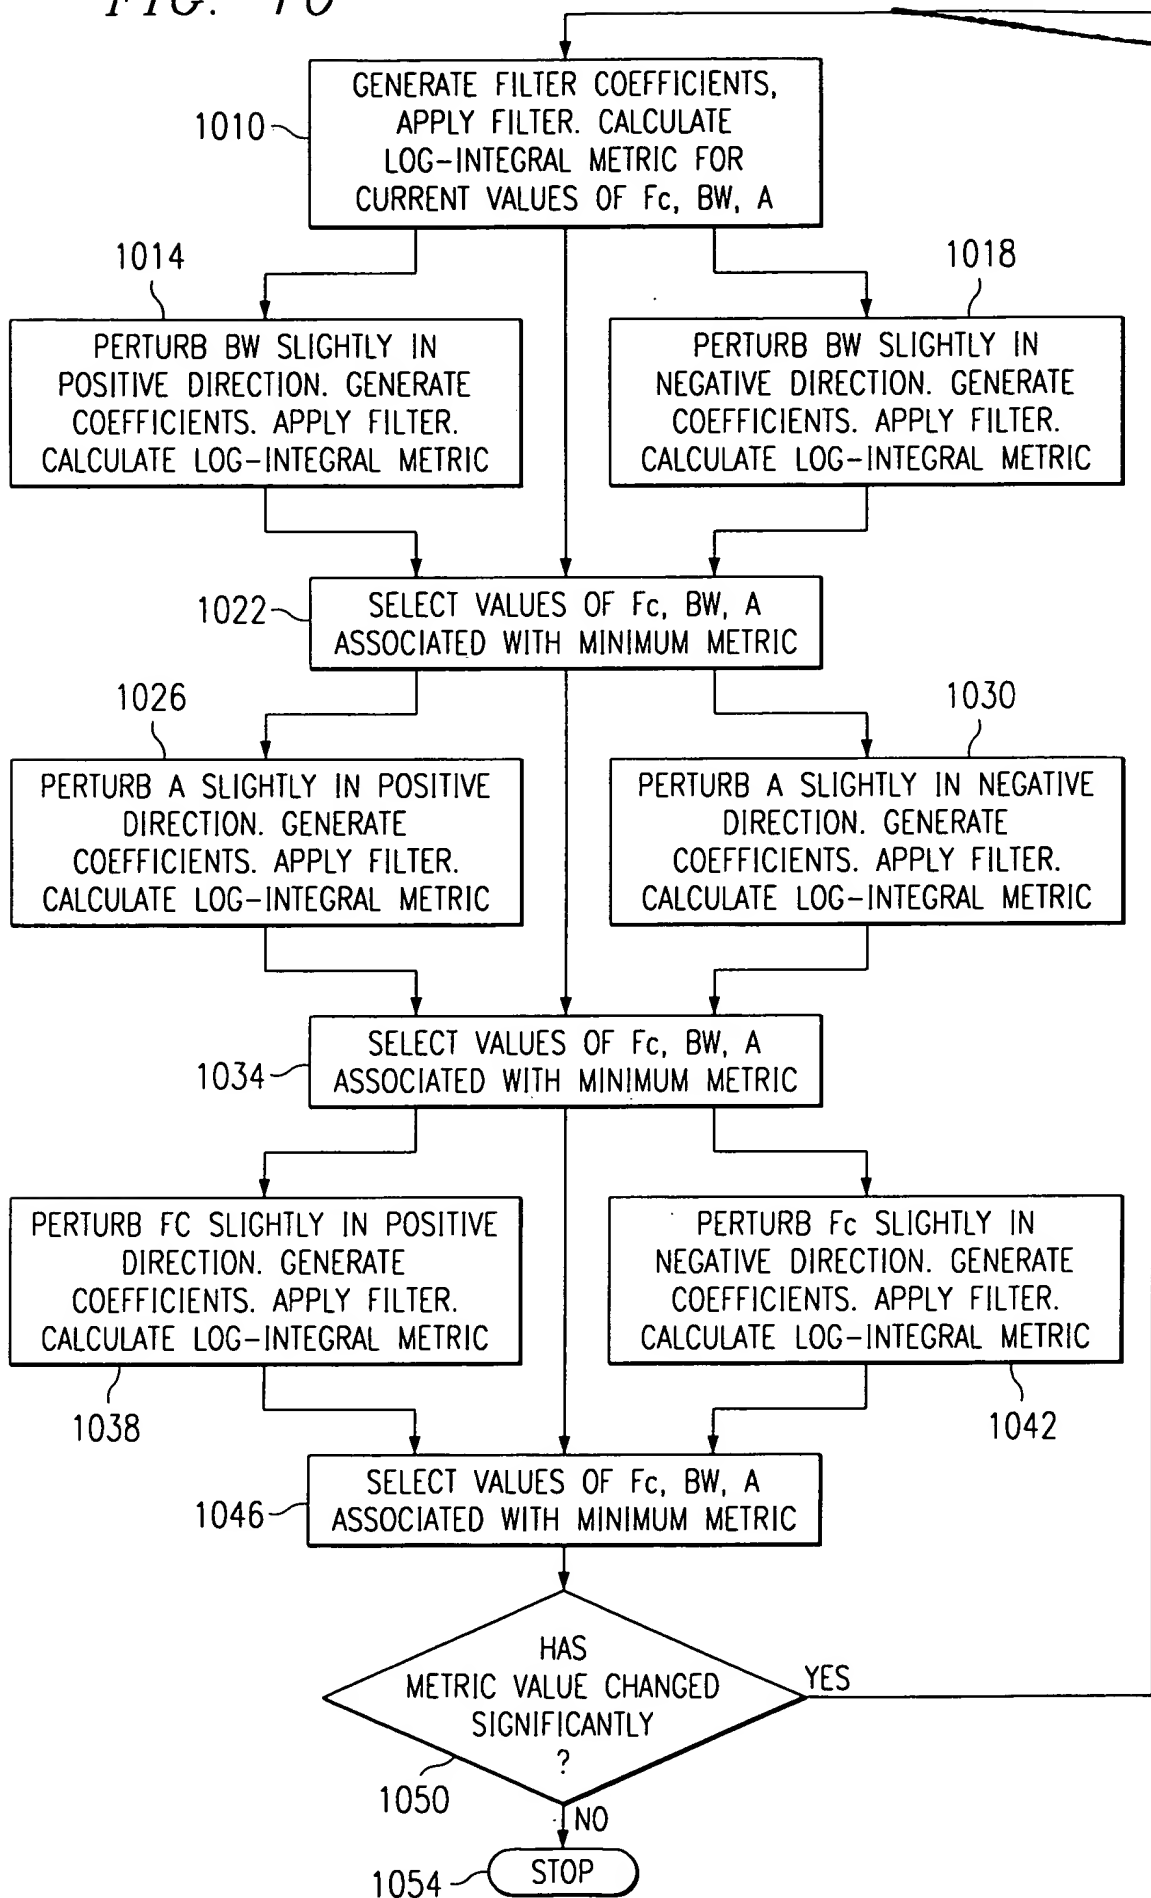 FIG. 10
GENERATE FILTER COEFFICIENTS,
APPLY FILTER. CALCULATE
LOG-INTEGRAL METRIC FOR
CURRENT VALUES OF Fc, BW, A
1010
1014
1018
PERTURB BW SLIGHTLY IN
POSITIVE DIRECTION. GENERATE
COEFFICIENTS. APPLY FILTER.
CALCULATE LOG-INTEGRAL METRIC
PERTURB BW SLIGHTLY IN
NEGATIVE DIRECTION. GENERATE
COEFFICIENTS. APPLY FILTER.
CALCULATE LOG-INTEGRAL METRIC
1022
SELECT VALUES OF Fc, BW, A
ASSOCIATED WITH MINIMUM METRIC
1026
1030
PERTURB A SLIGHTLY IN POSITIVE
DIRECTION. GENERATE
COEFFICIENTS. APPLY FILTER.
CALCULATE LOG-INTEGRAL METRIC
PERTURB A SLIGHTLY IN NEGATIVE
DIRECTION. GENERATE
COEFFICIENTS. APPLY FILTER.
CALCULATE LOG-INTEGRAL METRIC
1034
SELECT VALUES OF Fc, BW, A
ASSOCIATED WITH MINIMUM METRIC
PERTURB FC SLIGHTLY IN POSITIVE
DIRECTION. GENERATE
COEFFICIENTS. APPLY FILTER.
CALCULATE LOG-INTEGRAL METRIC
PERTURB Fc SLIGHTLY IN
NEGATIVE DIRECTION. GENERATE
COEFFICIENTS. APPLY FILTER.
CALCULATE LOG-INTEGRAL METRIC
1038
1042
1046
SELECT VALUES OF Fc, BW, A
ASSOCIATED WITH MINIMUM METRIC
HAS
METRIC VALUE CHANGED
SIGNIFICANTLY
?
YES
1050
NO
1054
STOP